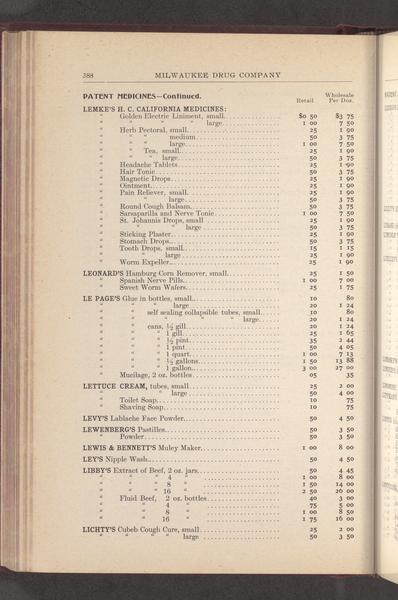 388 MILWAUKEE DRUG COMPANY
PATENT MEDICINES—Continued. Retail Wholesale Per Doz.
LEMKE'S H. C. CALIFORNIA MEDICINES:
" Golden Electric Liniment, small $0 50 $3 75
" " " " large 1 00 7 50
" Herb Pectoral, small 25 1 90
" " " medium 50 3 75
" " " large 1 00 7 50
" " Tea, small 25 1 90
" " " large 50 3 75
" Headache Tablets 25 1 90
" Hair Tonic 50 3 75
" Magnetic Drops 25 1 90
" Ointment 25 1 90
" Pain Reliever, small 25 1 90
" " " large 50 3 75
" Round Cough Balsam 50 3 75
" Sarsaparilla and Nerve Tonic 1 00 7 50
" St. Johannis Drops, small 25 1 90
" " " " large 50 3 75
" Sticking Plaster 25 1 90
" Stomach Drops 50 3 75
" Tooth Drops, small 15 1 15
" " " large 25 1 90
" Worm Expeller 25 1 90
LEONARD'S Hamburg Corn Remover, small 25 1 50
" Spanish Nerve Pills 1 00 7 00
" Sweet Worm Wafers 25 1 75
LE PAGE'S Glue in bottles, small 10 80
" " " large 20 1 24
" " self sealing collapsible tubes, small 10 80
" " " " " " large 20 1 24
" " cans, ½ gill 20 1 24
" " " 1 gill 25 1 65
" " " ½ pint 35 2 44
" " " 1 pint 50 4 05
" " " 1 quart 1 00 7 13
" " " ½ gallons 1 50 13 88
" " " 1 gallon 3 00 27 00
" Mucilage, 2 oz. bottles 05 35
LETTUCE CREAM, tubes, small 25 2 00
" " " large 50 4 00
" Toilet Soap 10 75
" Shaving Soap 10 75
LEVY'S Lablache Face Powder 50 4 50
LEWENBERG'S Pastilles 50 3 50
" Powder 50 3 50
LEWIS & BENNETT'S Muley Maker 1 00 8 00
LEY'S Nipple Wash 50 4 50
LIBBY'S Extract of Beef, 2 oz. jars 50 4 45
" " " 4 " 1 00 8 00
" " " 8 " 1 50 14 00
" " " 16 " 2 50 26 00
" Fluid Beef, 2 oz. bottles 40 3 00
" " 4 " 75 5 00
" " 8 " 1 00 8 50
" " 16 " 1 75 16 00
LICHTY'S Cubeb Cough Cure, small 25 2 00
" " " " large 50 3 50